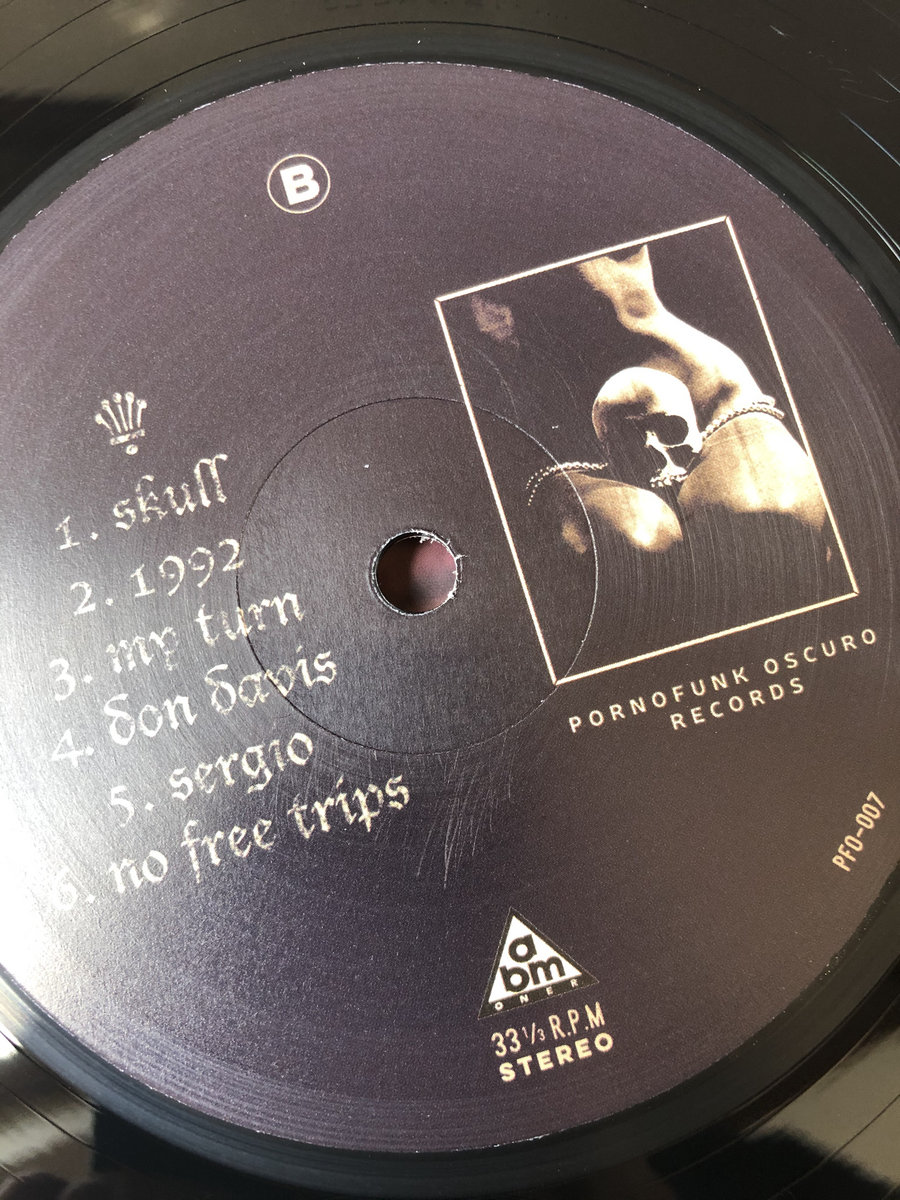 B
1. skull
2. 1992
3. my turn
4. don davis
5. sergio
6. no free trips
PORNOFUNK OSCURO
RECORDS
PFO-007
a
bm
ONER
33 1/3 R.P.M
STEREO